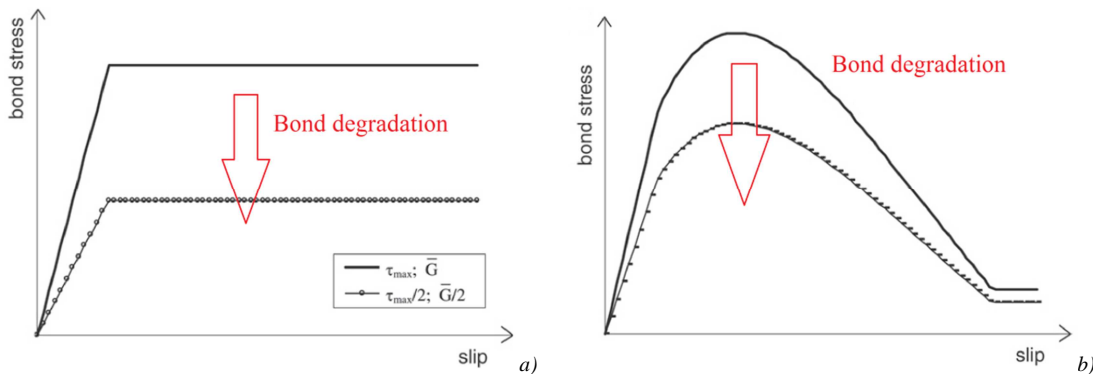 bond stress
Bond degradation
τmax; G̅
τmax/2; G̅/2
slip
a)
bond stress
Bond degradation
slip
b)